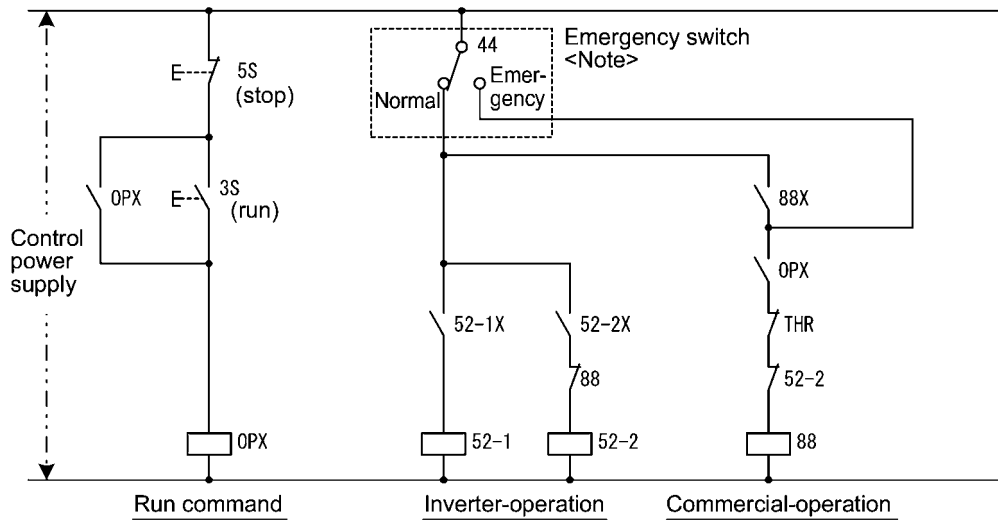 44
Emergency switch
<Note>
5S
(stop)
Normal
Emer-
gency
OPX
3S
(run)
88X
Control
power
supply
OPX
52-1X
52-2X
THR
88
52-2
OPX
52-1
52-2
88
Run command
Inverter-operation
Commercial-operation